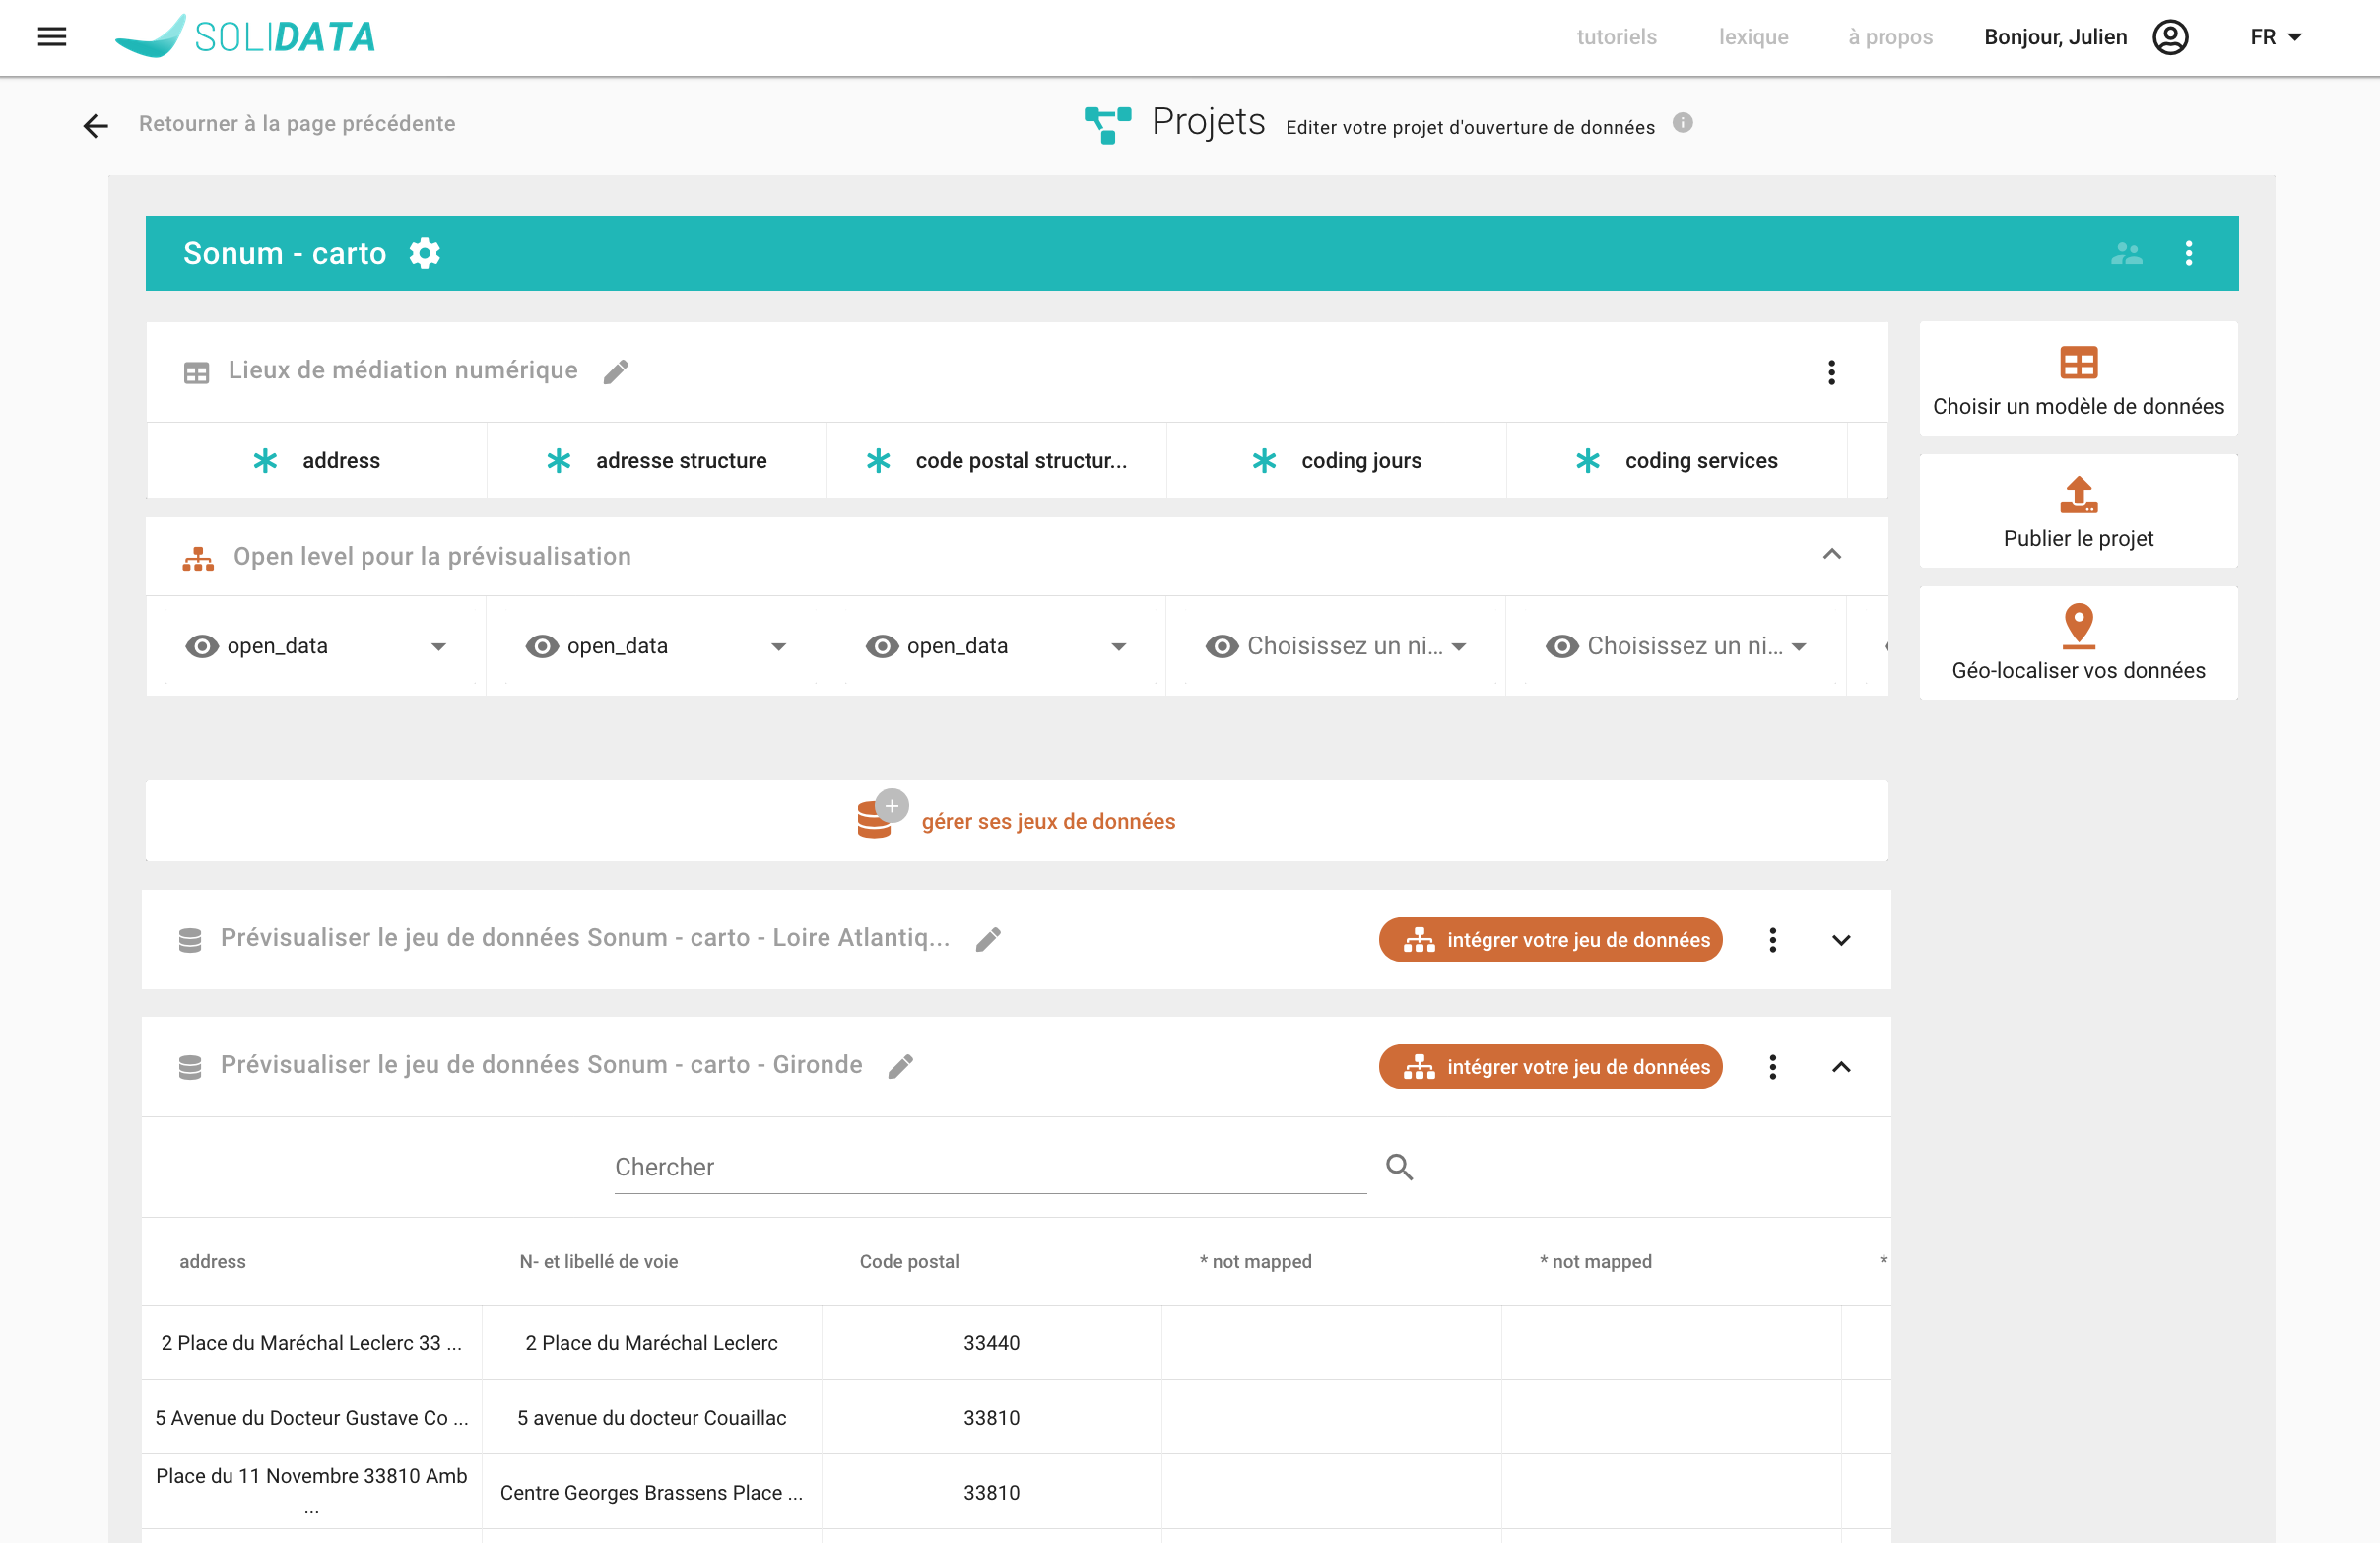 SOLIDATA
tutoriels lexique à propos Bonjour, Julien FR
Retourner à la page précédente
Projets Editer votre projet d'ouverture de données
Sonum - carto
Lieux de médiation numérique
Choisir un modèle de données
address adresse structure code postal structur... coding jours coding services
Publier le projet
Open level pour la prévisualisation
open_data open_data open_data Choisissez un ni... Choisissez un ni...
Géo-localiser vos données
gérer ses jeux de données
Prévisualiser le jeu de données Sonum - carto - Loire Atlantiq... intégrer votre jeu de données
Prévisualiser le jeu de données Sonum - carto - Gironde intégrer votre jeu de données
Chercher
address N- et libellé de voie Code postal * not mapped * not mapped *
2 Place du Maréchal Leclerc 33 ... 2 Place du Maréchal Leclerc 33440
5 Avenue du Docteur Gustave Co ... 5 avenue du docteur Couaillac 33810
Place du 11 Novembre 33810 Amb ... Centre Georges Brassens Place ... 33810